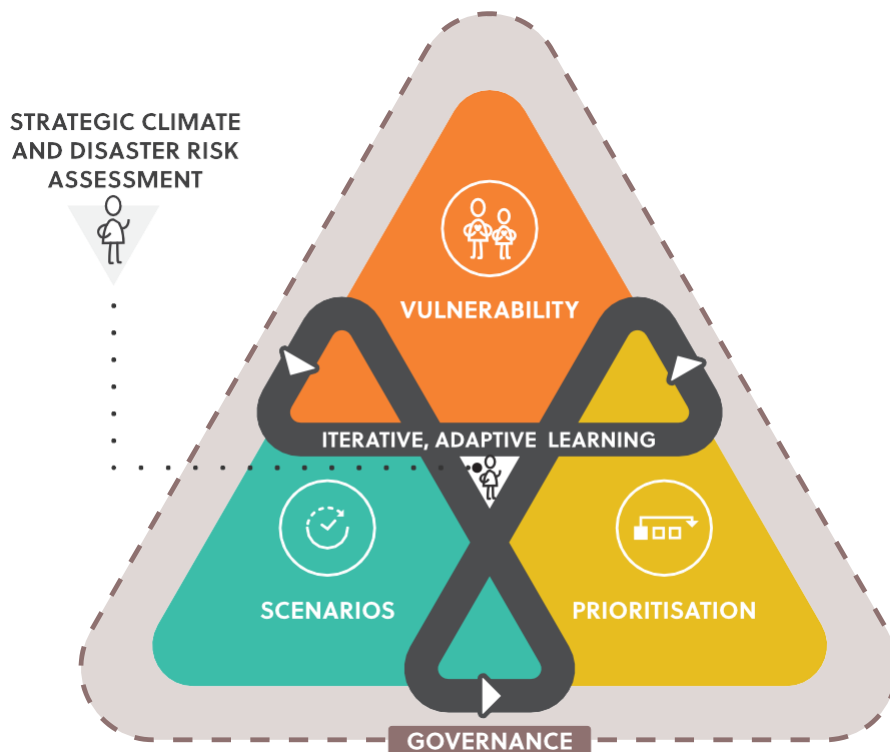 STRATEGIC CLIMATE
AND DISASTER RISK
ASSESSMENT
VULNERABILITY
ITERATIVE, ADAPTIVE LEARNING
SCENARIOS
PRIORITISATION
GOVERNANCE